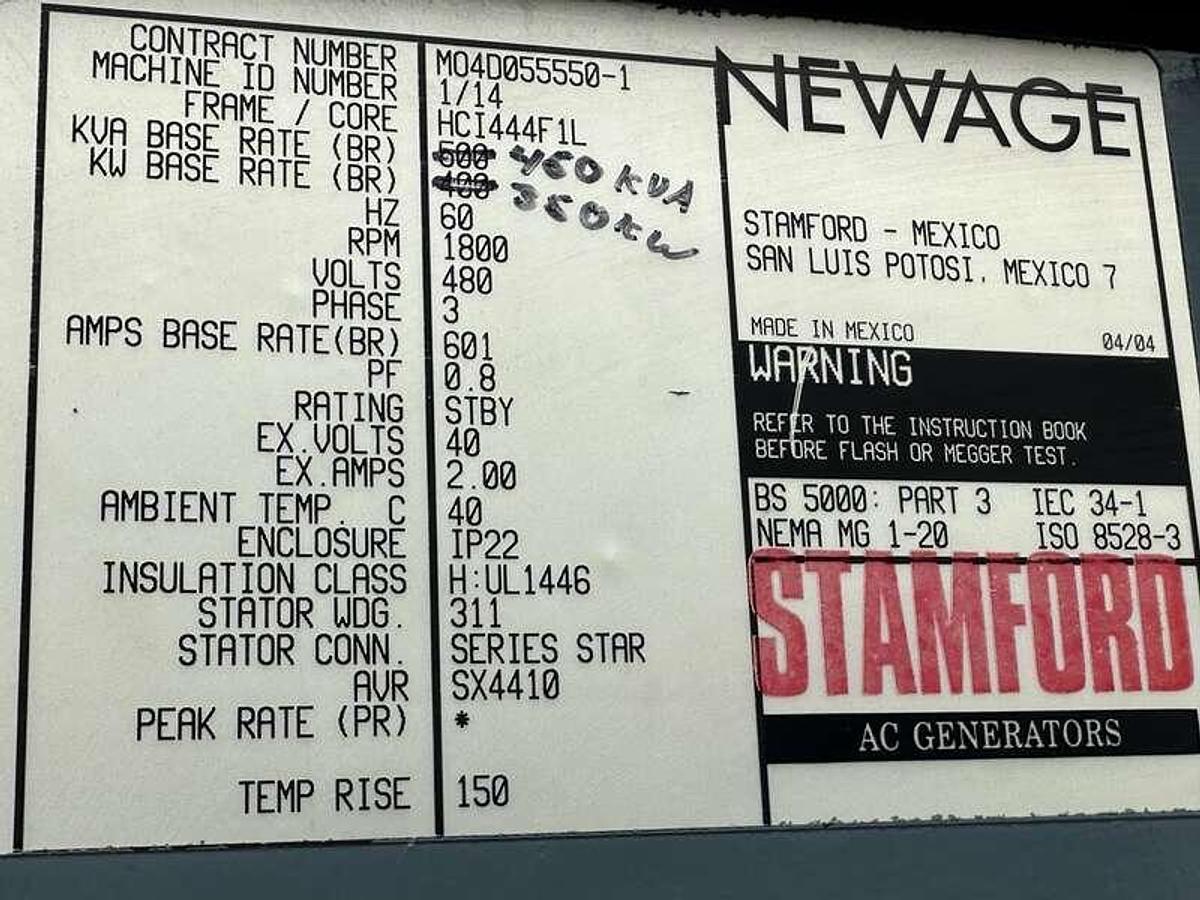 CONTRACT NUMBER MO4D055550-1
MACHINE ID NUMBER 1/14
FRAME / CORE HCI444F1L
KVA BASE RATE (BR) 500 450 KVA
KW BASE RATE (BR) 400 350KW
HZ 60
RPM 1800
VOLTS 480
PHASE 3
AMPS BASE RATE(BR) 601
PF 0.8
RATING STBY
EX.VOLTS 40
EX.AMPS 2.00
AMBIENT TEMP. C 40
ENCLOSURE IP22
INSULATION CLASS H:UL1446
STATOR WDG. 311
STATOR CONN. SERIES STAR
AVR SX4410
PEAK RATE (PR) *
TEMP RISE 150
NEWAGE
STAMFORD - MEXICO
SAN LUIS POTOSI. MEXICO 7
MADE IN MEXICO 04/04
WARNING
REFER TO THE INSTRUCTION BOOK
BEFORE FLASH OR MEGGER TEST.
BS 5000: PART 3 IEC 34-1
NEMA MG 1-20 ISO 8528-3
STAMFORD
AC GENERATORS